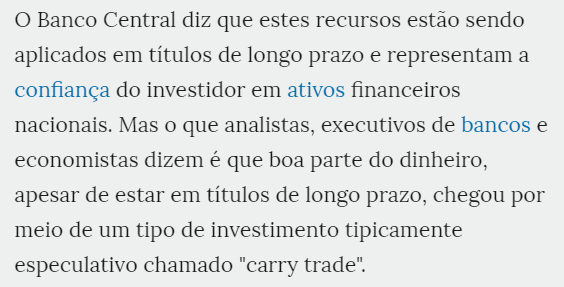 O Banco Central diz que estes recursos estão sendo
aplicados em títulos de longo prazo e representam a
confiança do investidor em ativos financeiros
nacionais. Mas o que analistas, executivos de bancos e
economistas dizem é que boa parte do dinheiro,
apesar de estar em títulos de longo prazo, chegou por
meio de um tipo de investimento tipicamente
especulativo chamado "carry trade".